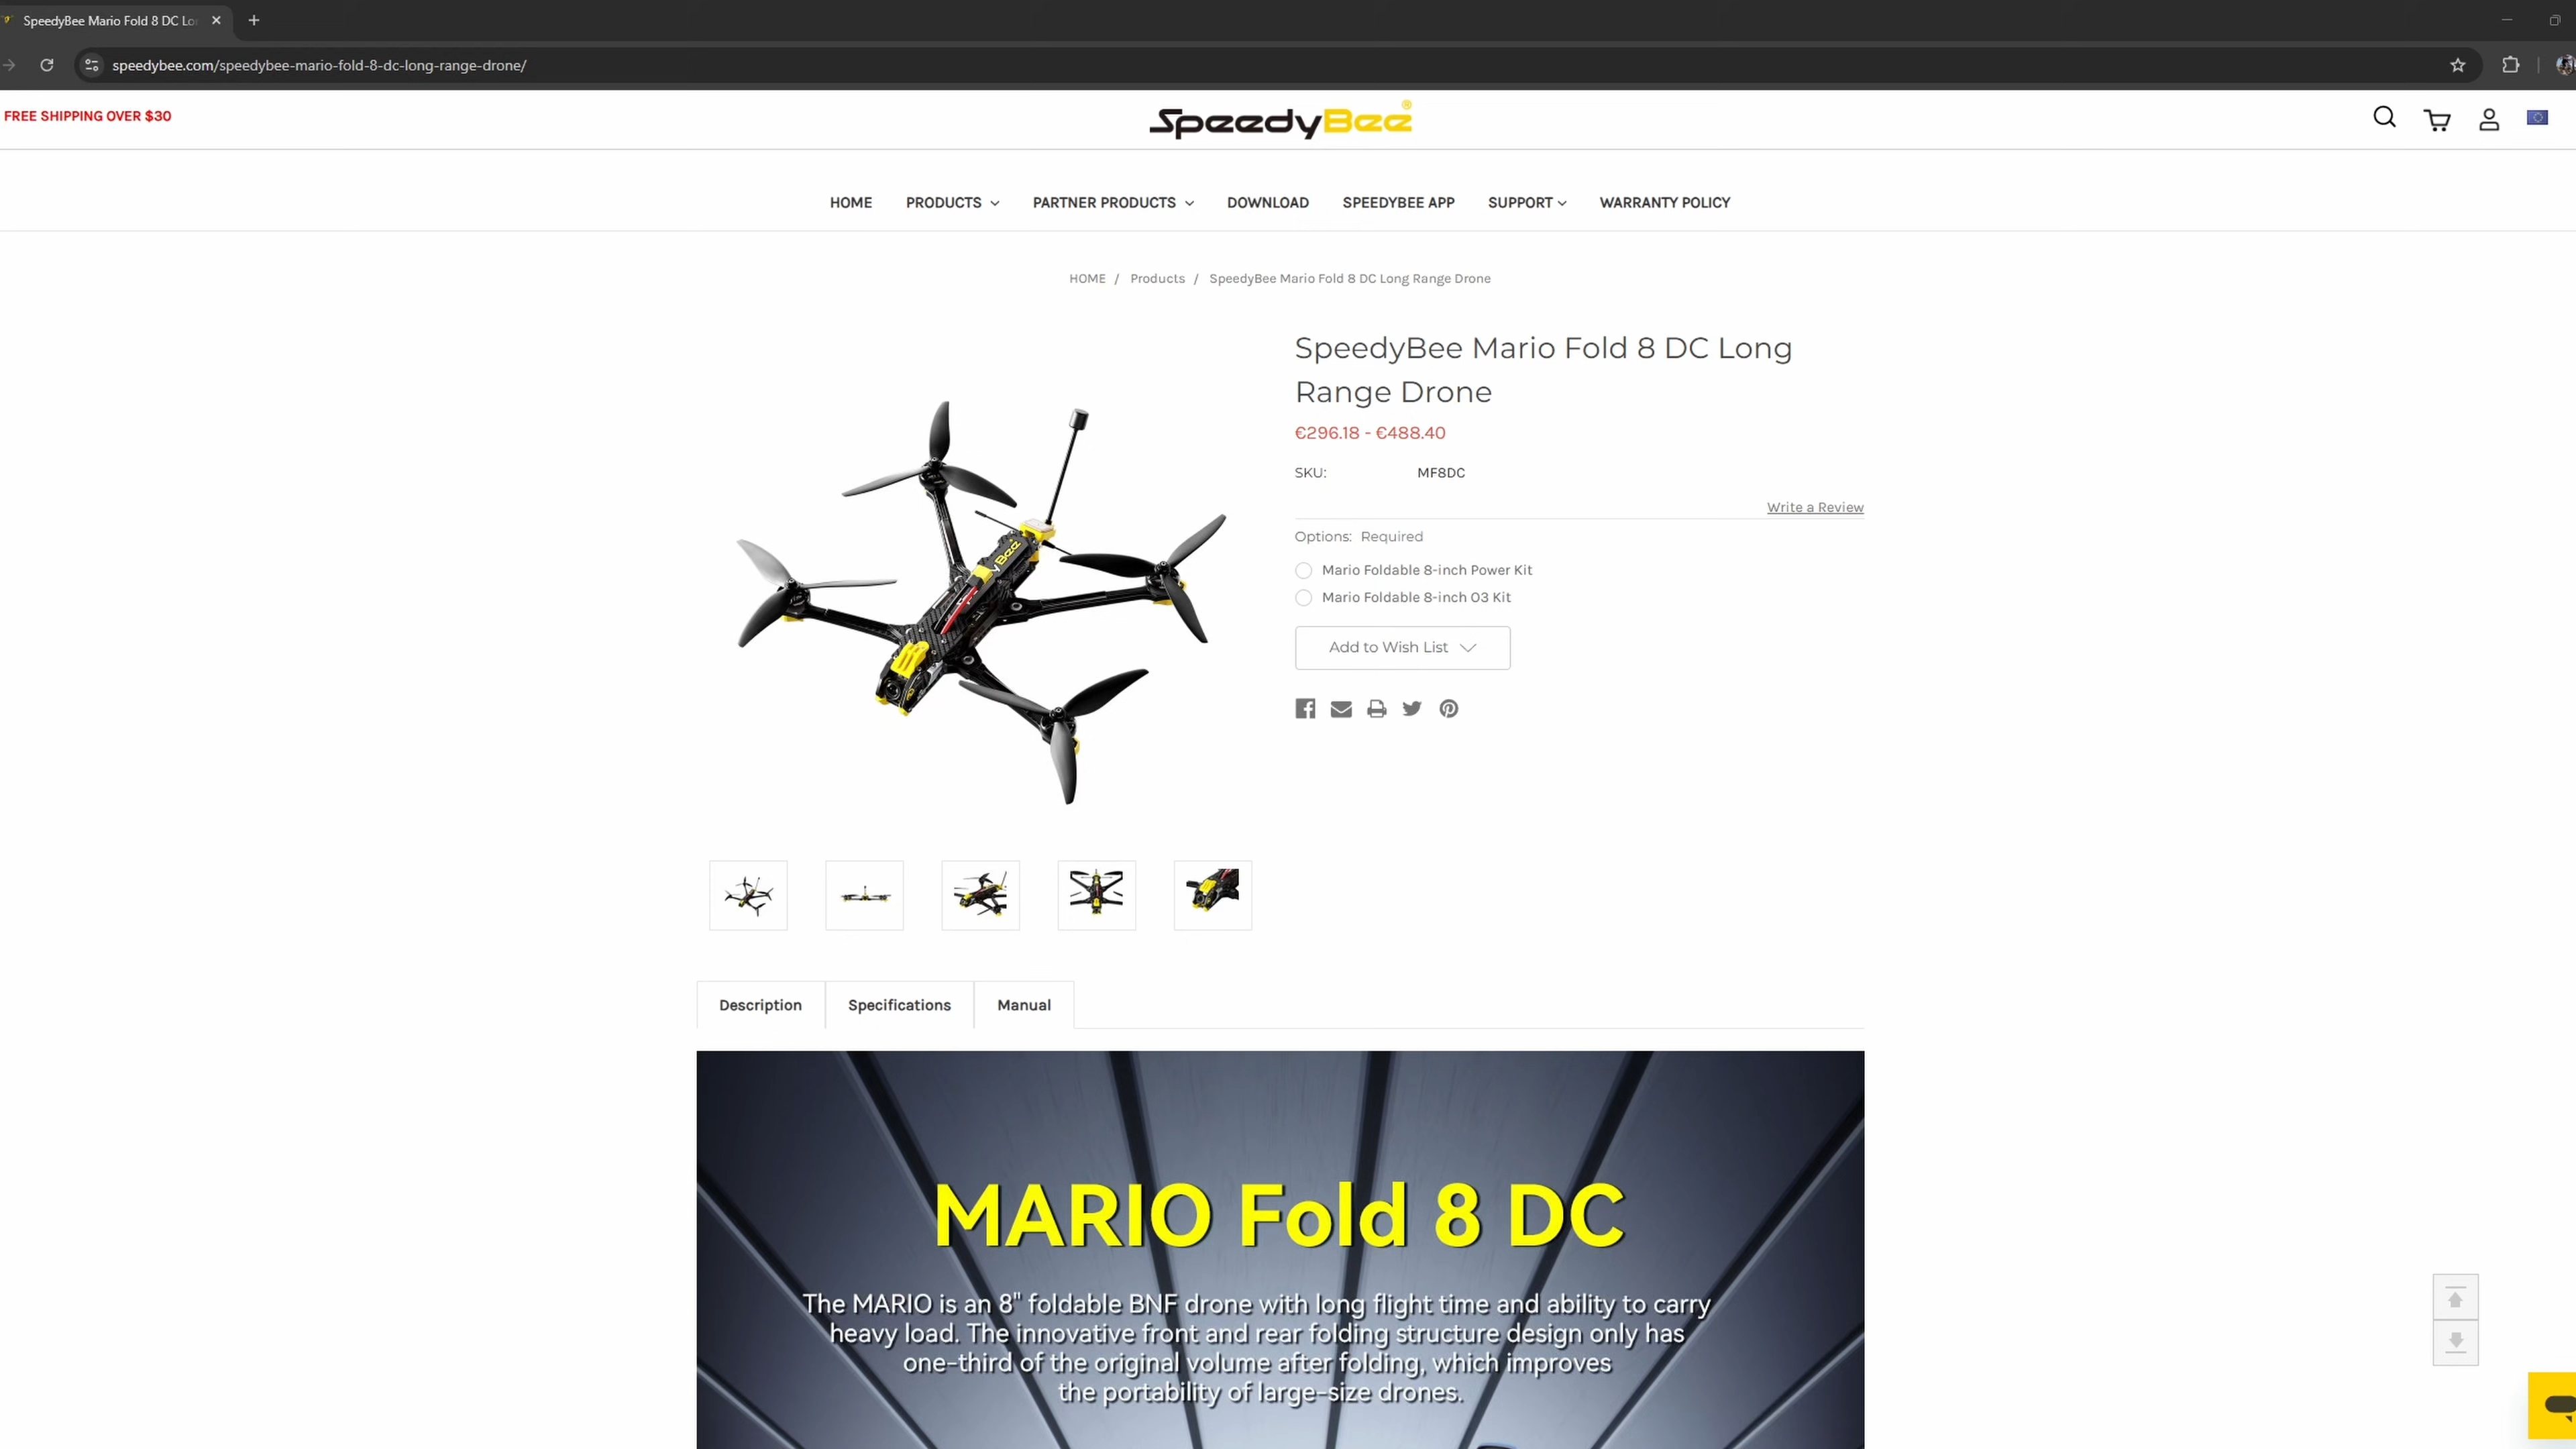 SpeedyBee Mario Fold 8 DC Lo
speedybee.com/speedybee-mario-fold-8-dc-long-range-drone/
FREE SHIPPING OVER $30
SpeedyBee®
HOME PRODUCTS PARTNER PRODUCTS DOWNLOAD SPEEDYBEE APP SUPPORT WARRANTY POLICY
HOME / Products / SpeedyBee Mario Fold 8 DC Long Range Drone
SpeedyBee Mario Fold 8 DC Long
Range Drone
€296.18 - €488.40
SKU: MF8DC
Write a Review
Options: Required
Mario Foldable 8-inch Power Kit
Mario Foldable 8-inch O3 Kit
Add to Wish List
yBee
Description Specifications Manual
MARIO Fold 8 DC
The MARIO is an 8" foldable BNF drone with long flight time and ability to carry
heavy load. The innovative front and rear folding structure design only has
one-third of the original volume after folding, which improves
the portability of large-size drones.